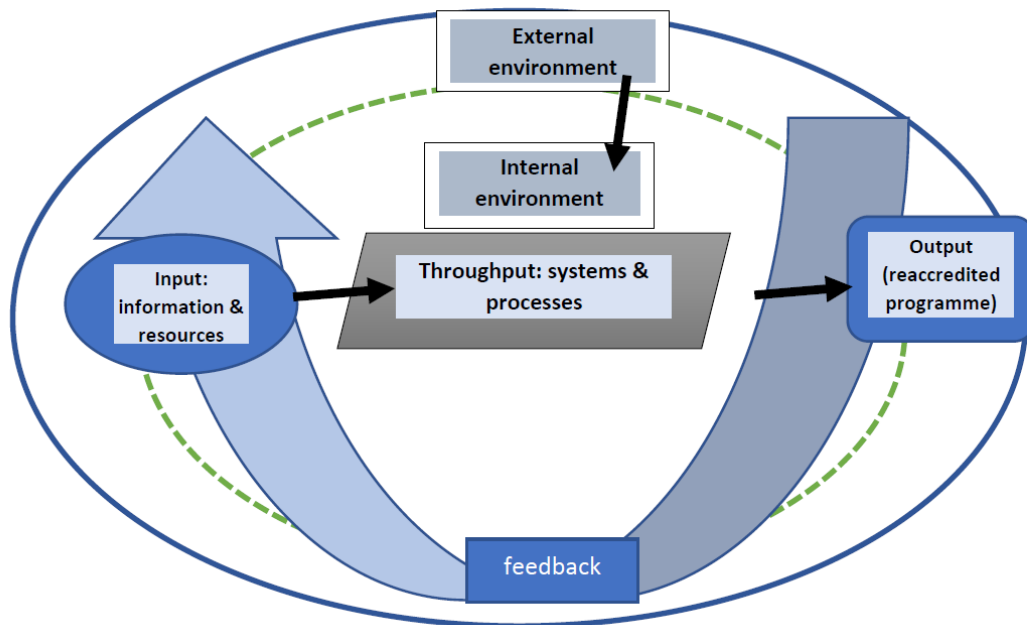 External
environment
Internal
environment
Input:
information &
resources
Throughput: systems &
processes
Output
(reaccredited
programme)
feedback